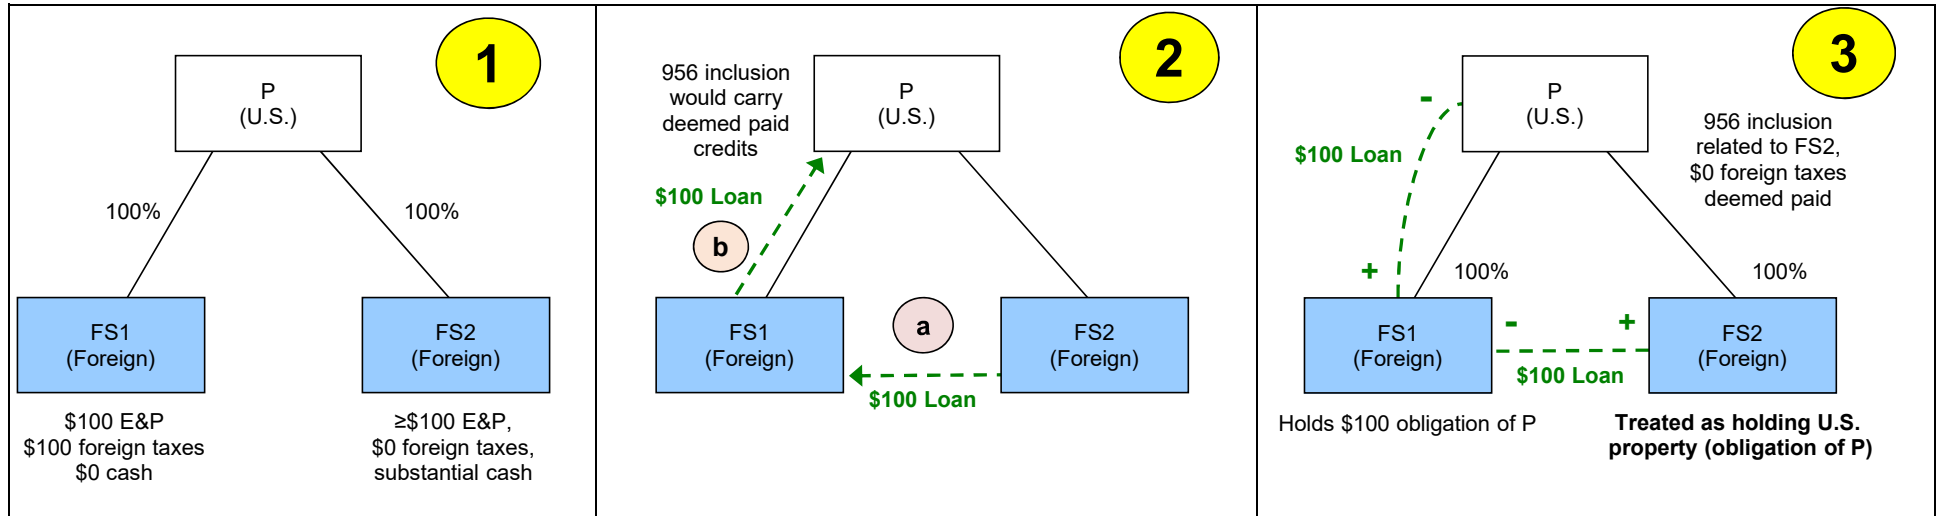 1
P
(U.S.)
100%
100%
FS1
(Foreign)
FS2
(Foreign)
$100 E&P
$100 foreign taxes
$0 cash
≥$100 E&P,
$0 foreign taxes,
substantial cash
2
956 inclusion
would carry
deemed paid
credits
P
(U.S.)
$100 Loan
b
a
FS1
(Foreign)
FS2
(Foreign)
$100 Loan
3
P
(U.S.)
-
$100 Loan
956 inclusion
related to FS2,
$0 foreign taxes
deemed paid
+
100%
100%
FS1
(Foreign)
-
+
FS2
(Foreign)
$100 Loan
Holds $100 obligation of P
Treated as holding U.S.
property (obligation of P)